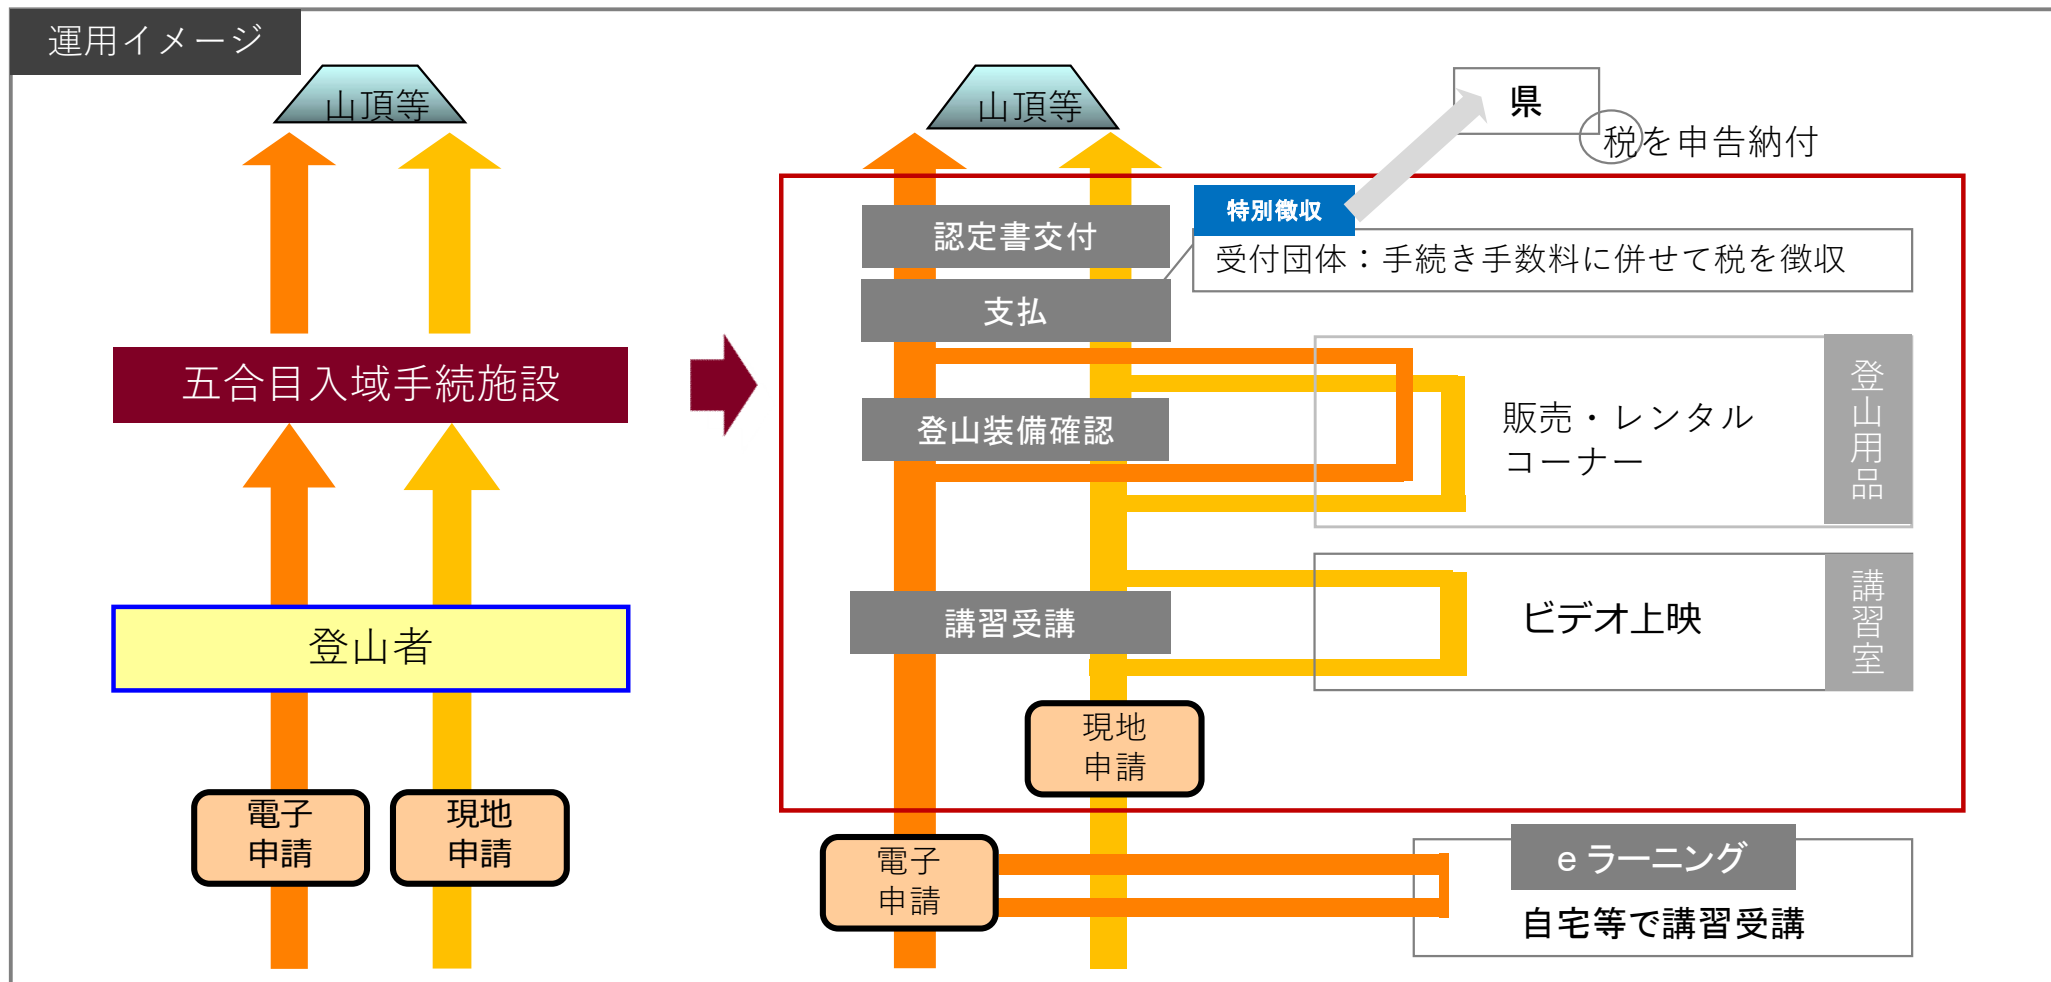 運用イメージ
山頂等
五合目入域手続施設
登山者
電子
申請
現地
申請
山頂等
県
税を申告納付
特別徴収
認定書交付
受付団体：手続き手数料に併せて税を徴収
支払
登山装備確認
販売・レンタル
コーナー
登山用品
講習受講
ビデオ上映
講習室
現地
申請
電子
申請
e ラーニング
自宅等で講習受講